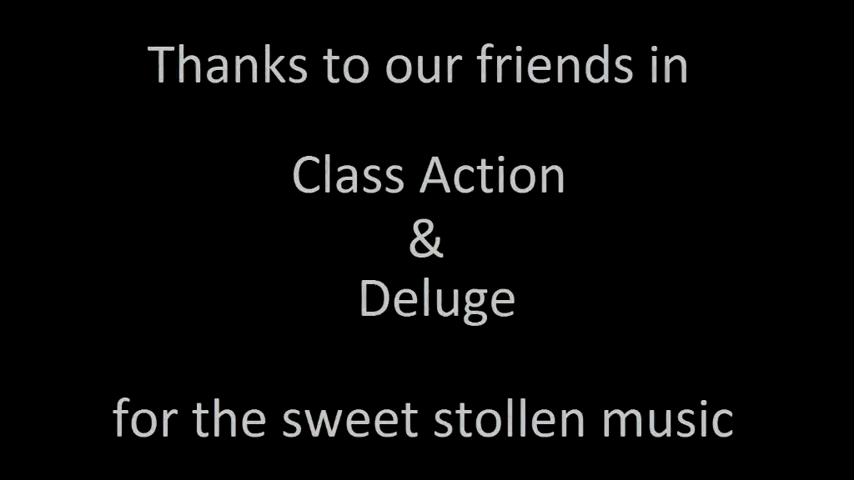 Thanks to our friends in
Class Action
&
Deluge
for the sweet stollen music